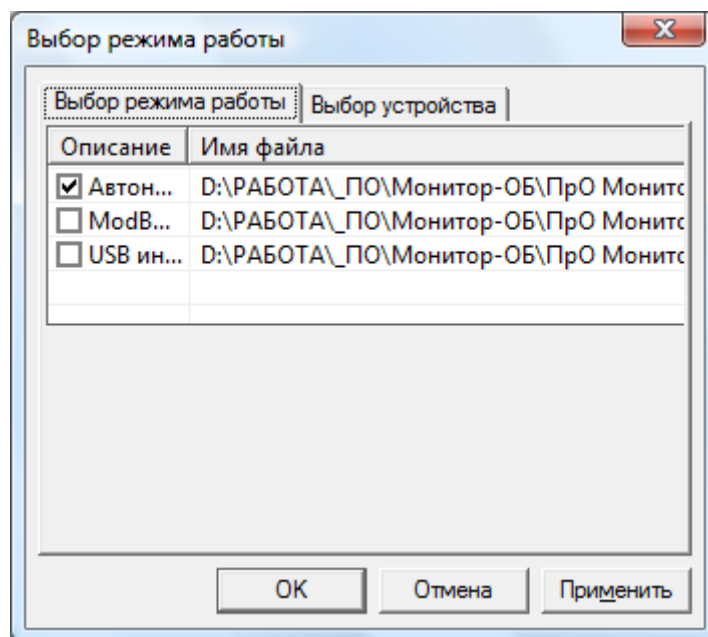 Выбор режима работы
Выбор режима работы Выбор устройства
Описание Имя файла
Автон... D:\РАБОТА\_ПО\Монитор-ОБ\ПрО Монито
ModB... D:\РАБОТА\_ПО\Монитор-ОБ\ПрО Монито
USB ин... D:\РАБОТА\_ПО\Монитор-ОБ\ПрО Монито
OK Отмена Применить